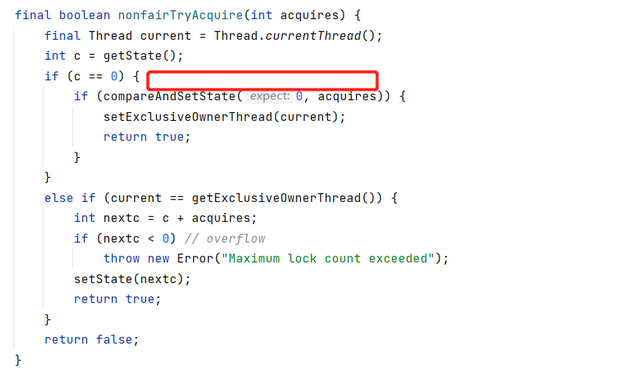 final boolean nonfairTryAcquire(int acquires) {
    final Thread current = Thread.currentThread();
    int c = getState();
    if (c == 0) {
        if (compareAndSetState( expect: 0, acquires)) {
            setExclusiveOwnerThread(current);
            return true;
        }
    }
    else if (current == getExclusiveOwnerThread()) {
        int nextc = c + acquires;
        if (nextc < 0) // overflow
            throw new Error("Maximum lock count exceeded");
        setState(nextc);
        return true;
    }
    return false;
}